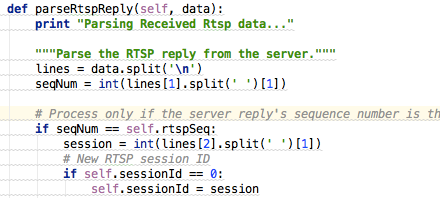 def parseRtspReply(self, data):
    print "Parsing Received Rtsp data..."
    """Parse the RTSP reply from the server."""
    lines = data.split('\n')
    seqNum = int(lines[1].split(' ')[1])
    # Process only if the server reply's sequence number is th
    if seqNum == self.rtspSeq:
        session = int(lines[2].split(' ')[1])
        # New RTSP session ID
        if self.sessionId == 0:
            self.sessionId = session